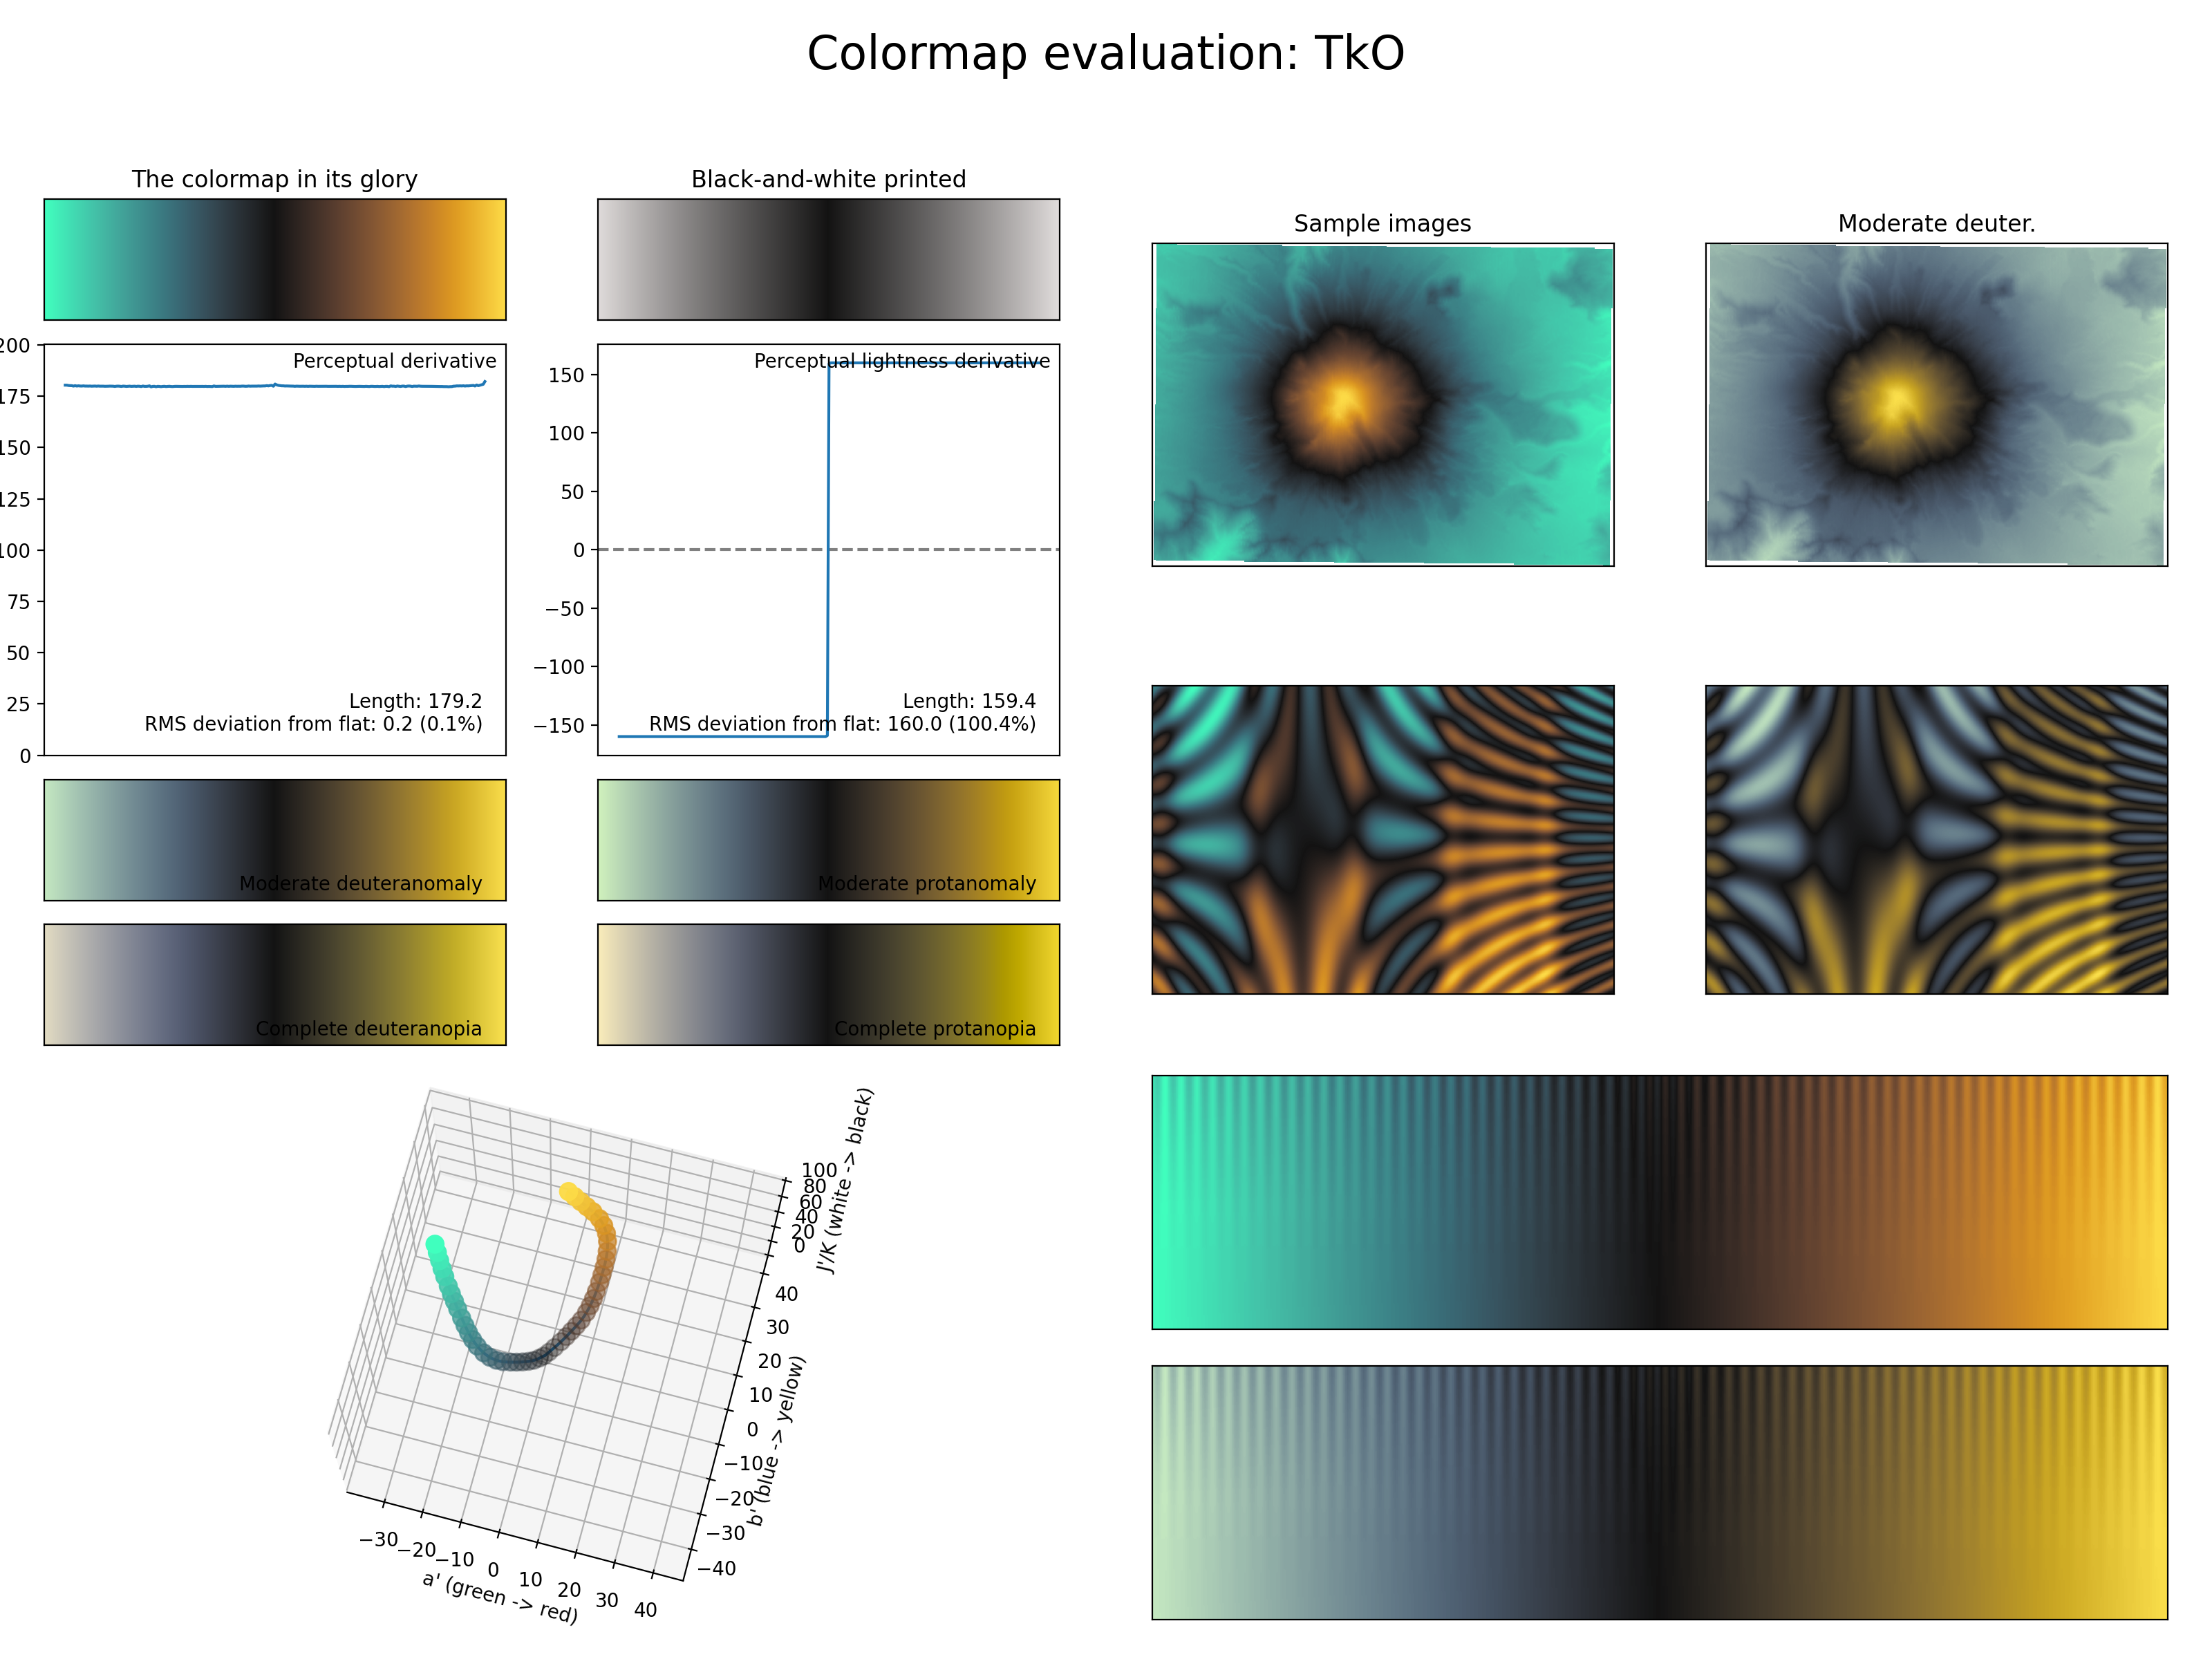 Colormap evaluation: TkO
The colormap in its glory
Black-and-white printed
Sample images
Moderate deuter.
Perceptual derivative
200
175
150
125
100
75
50
25
0
Length: 179.2
RMS deviation from flat: 0.2 (0.1%)
Perceptual lightness derivative
150
100
50
0
−50
−100
−150
Length: 159.4
RMS deviation from flat: 160.0 (100.4%)
Moderate deuteranomaly
Moderate protanomaly
Complete deuteranopia
Complete protanopia
100
80
60
40
20
0
J'/K (white -> black)
40
30
20
10
0
−10
−20
−30
−40
b' (blue -> yellow)
−30
−20
−10
0
10
20
30
40
a' (green -> red)